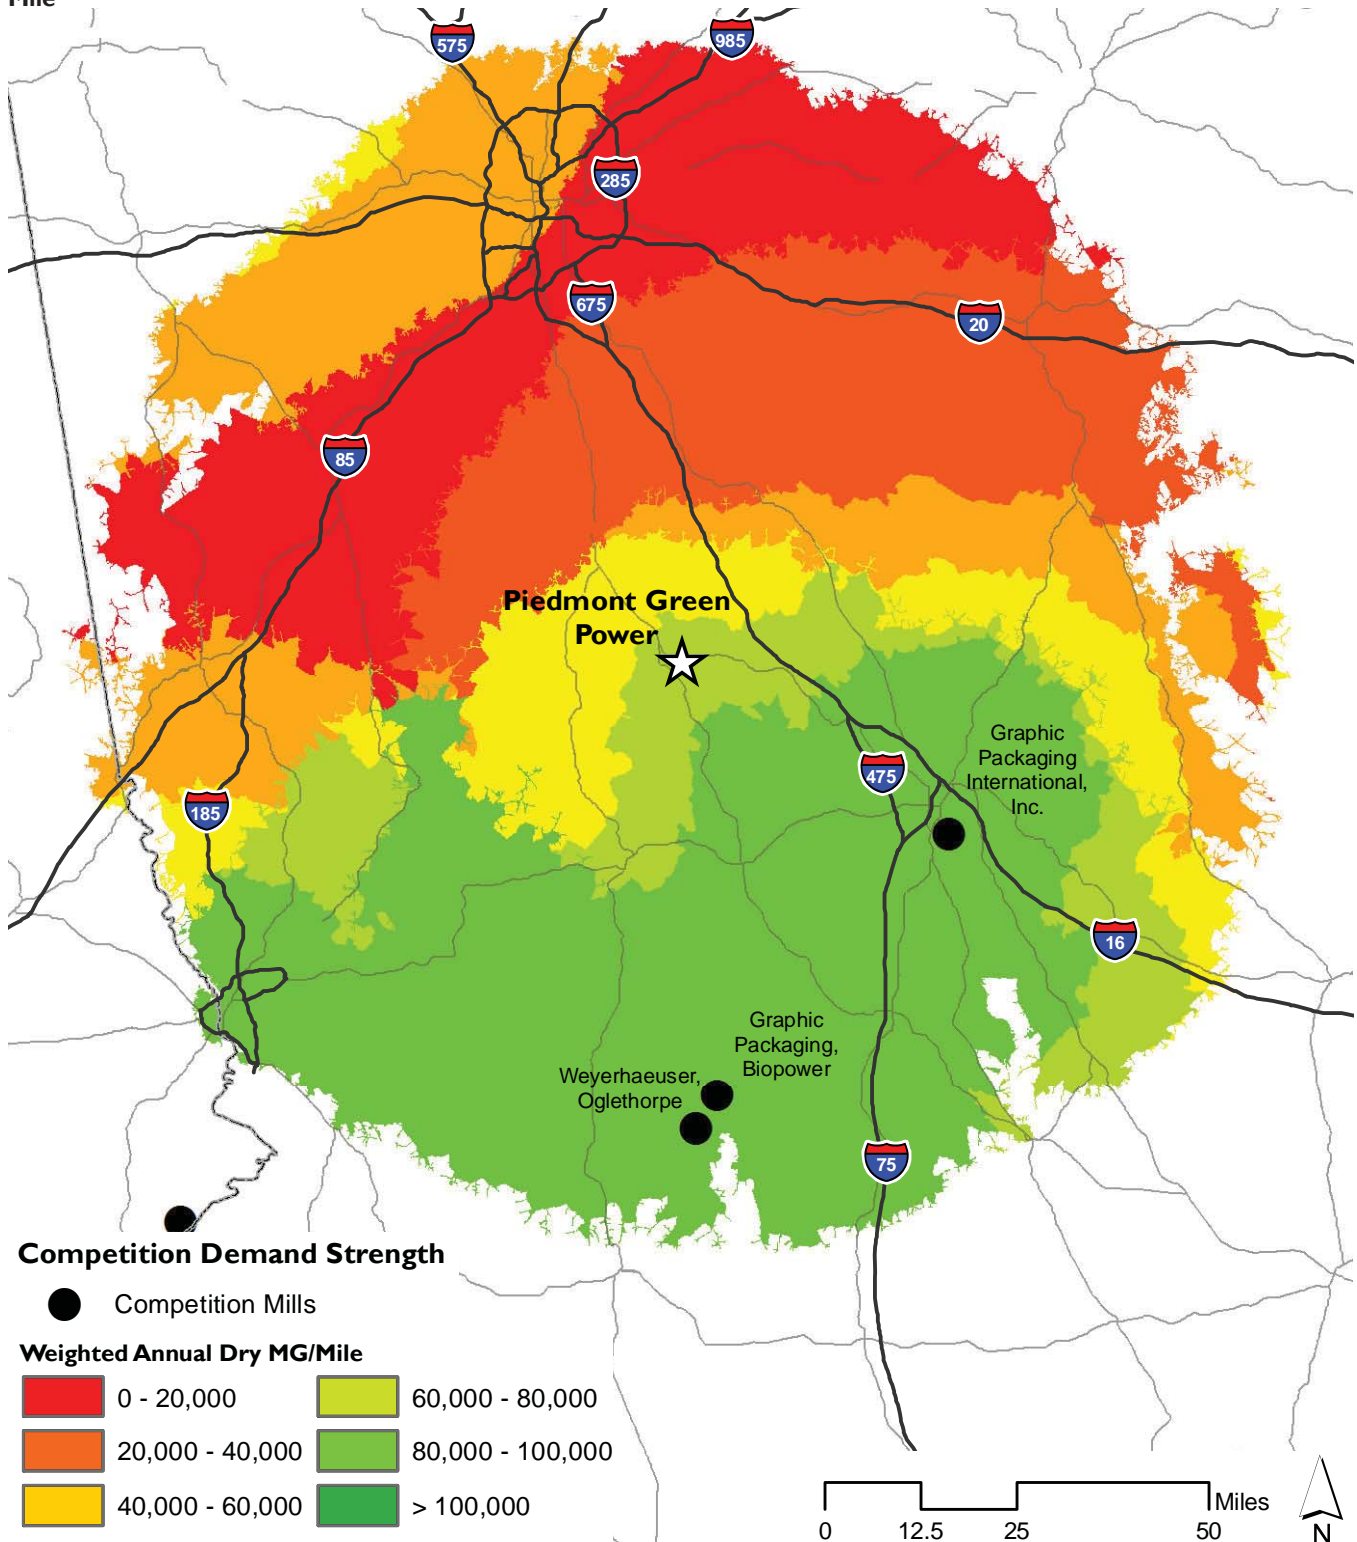 Mile
575
985
285
675
20
85
Piedmont Green
Power
Graphic
Packaging
International,
Inc.
475
185
16
Graphic
Packaging,
Biopower
Weyerhaeuser,
Oglethorpe
75
Competition Demand Strength
Competition Mills
Weighted Annual Dry MG/Mile
0 - 20,000
60,000 - 80,000
20,000 - 40,000
80,000 - 100,000
40,000 - 60,000
> 100,000
Miles
0 12.5 25 50
N